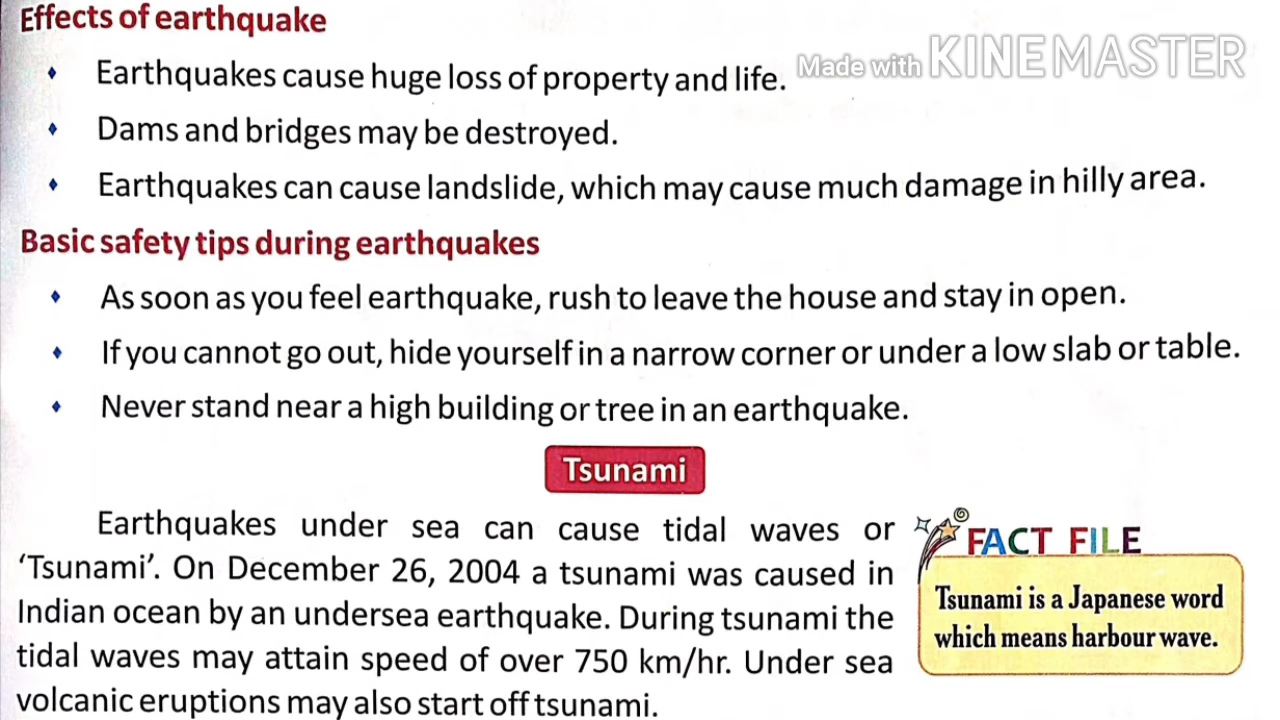 Effects of earthquake
Made with KINEMASTER
Earthquakes cause huge loss of property and life.
Dams and bridges may be destroyed.
Earthquakes can cause landslide, which may cause much damage in hilly area.
Basic safety tips during earthquakes
As soon as you feel earthquake, rush to leave the house and stay in open.
If you cannot go out, hide yourself in a narrow corner or under a low slab or table.
Never stand near a high building or tree in an earthquake.
Tsunami
Earthquakes under sea can cause tidal waves or
‘Tsunami’. On December 26, 2004 a tsunami was caused in
Indian ocean by an undersea earthquake. During tsunami the
tidal waves may attain speed of over 750 km/hr. Under sea
volcanic eruptions may also start off tsunami.
FACT FILE
Tsunami is a Japanese word
which means harbour wave.